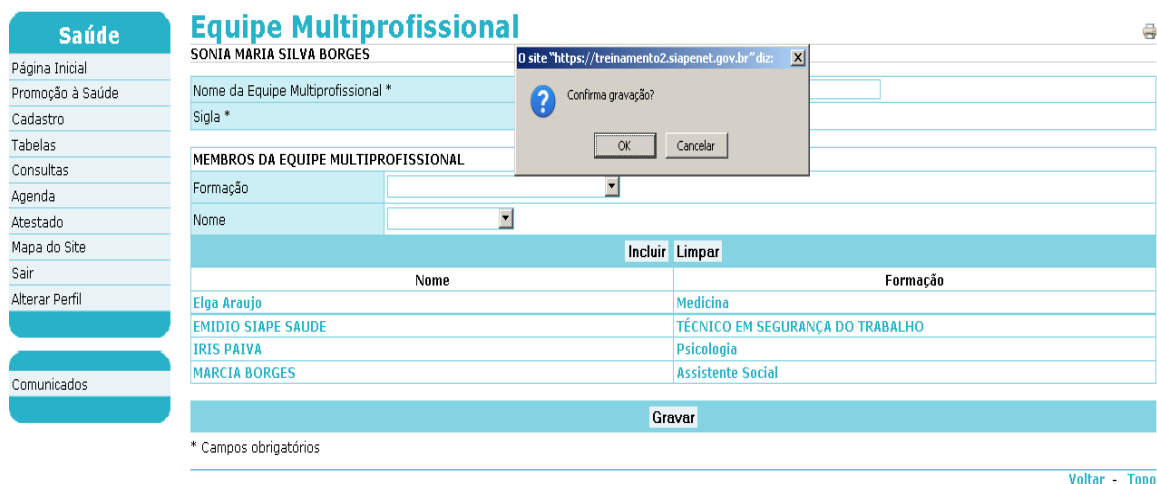 Saúde
Página Inicial
Promoção à Saúde
Cadastro
Tabelas
Consultas
Agenda
Atestado
Mapa do Site
Sair
Alterar Perfil
Comunicados
Equipe Multiprofissional
SONIA MARIA SILVA BORGES
Nome da Equipe Multiprofissional *
Sigla *
O site "https://treinamento2.siapenet.gov.br" diz:
Confirma gravação?
OK Cancelar
MEMBROS DA EQUIPE MULTIPROFISSIONAL
Formação
Nome
Incluir Limpar
Nome Formação
Elga Araujo Medicina
EMIDIO SIAPE SAUDE TÉCNICO EM SEGURANÇA DO TRABALHO
IRIS PAIVA Psicologia
MARCIA BORGES Assistente Social
Gravar
* Campos obrigatórios
Voltar - Topo